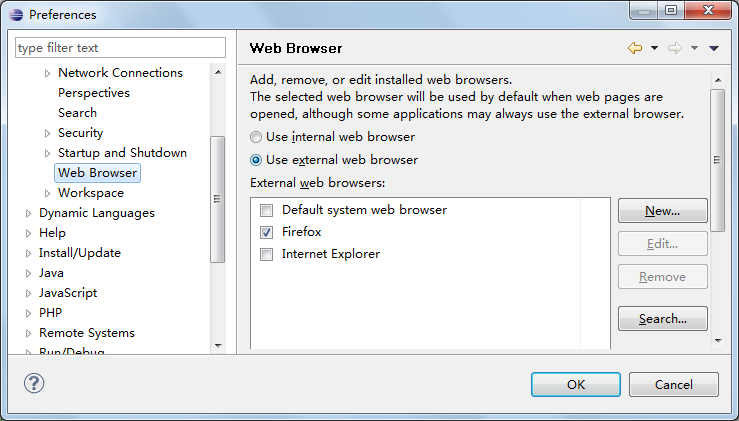 Preferences
type filter text
Network Connections
Perspectives
Search
Security
Startup and Shutdown
Web Browser
Workspace
Dynamic Languages
Help
Install/Update
Java
JavaScript
PHP
Remote Systems
Run/Debug
Web Browser
Add, remove, or edit installed web browsers.
The selected web browser will be used by default when web pages are
opened, although some applications may always use the external browser.
Use internal web browser
Use external web browser
External web browsers:
Default system web browser
Firefox
Internet Explorer
New...
Edit...
Remove
Search...
?
OK
Cancel